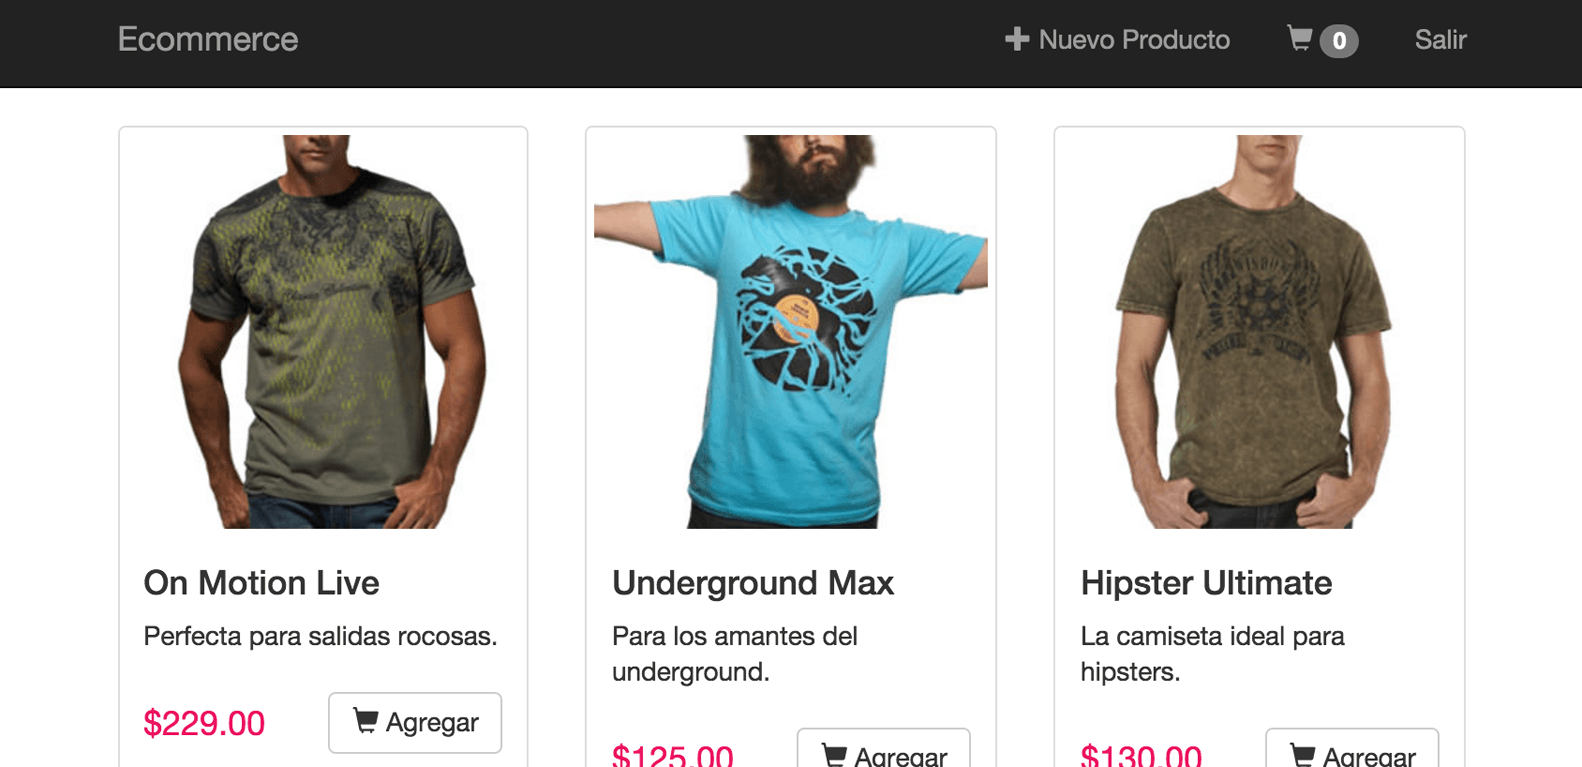 Ecommerce
Nuevo Producto
0
Salir
On Motion Live
Perfecta para salidas rocosas.
$229.00
Agregar
Underground Max
Para los amantes del
underground.
$125.00
Agregar
Hipster Ultimate
La camiseta ideal para
hipsters.
$130.00
Agregar